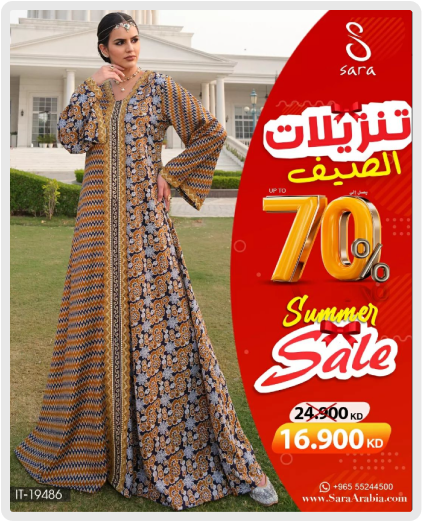 sara
تنزيلات
الصيف
UP TO يصل إلى
70%
Summer
Sale
24.900 KD
16.900 KD
IT-19486
+965 55244500
www.SaraArabia.com